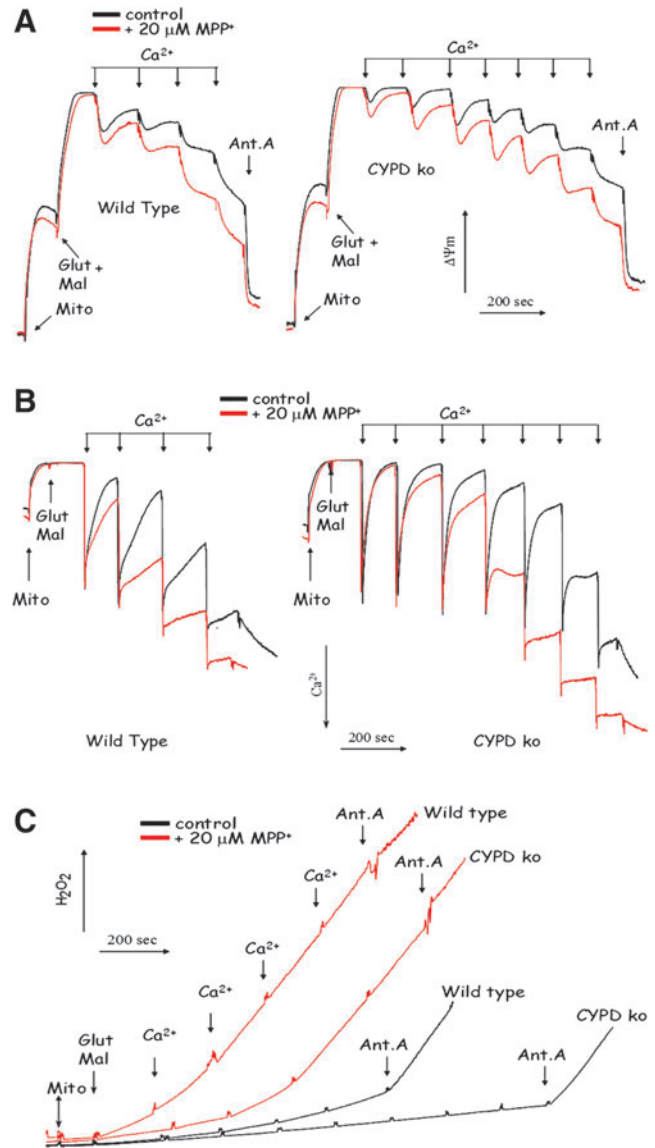 A
control
+ 20 μM MPP⁺
Ca²⁺
Ca²⁺
Ant.A
Ant.A
Wild Type
CYPD ko
Glut +
Mal
Glut +
Mal
Mito
Mito
ΔΨm
200 sec
B
control
+ 20 μM MPP⁺
Ca²⁺
Ca²⁺
Glut
Mal
Glut
Mal
Mito
Mito
Ca²⁺
Wild Type
200 sec
CYPD ko
C
control
+ 20 μM MPP⁺
H₂O₂
200 sec
Ant.A
Wild type
Ant.A
CYPD ko
Ca²⁺
Ca²⁺
Ca²⁺
Ca²⁺
Glut
Mal
Mito
Ant.A
Wild type
Ant.A
CYPD ko